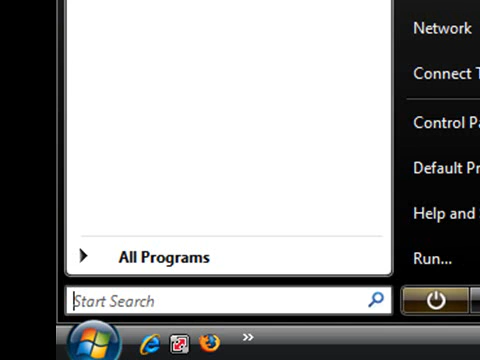 Network
Connect T
Control Pa
Default Pr
Help and
All Programs
Run...
Start Search